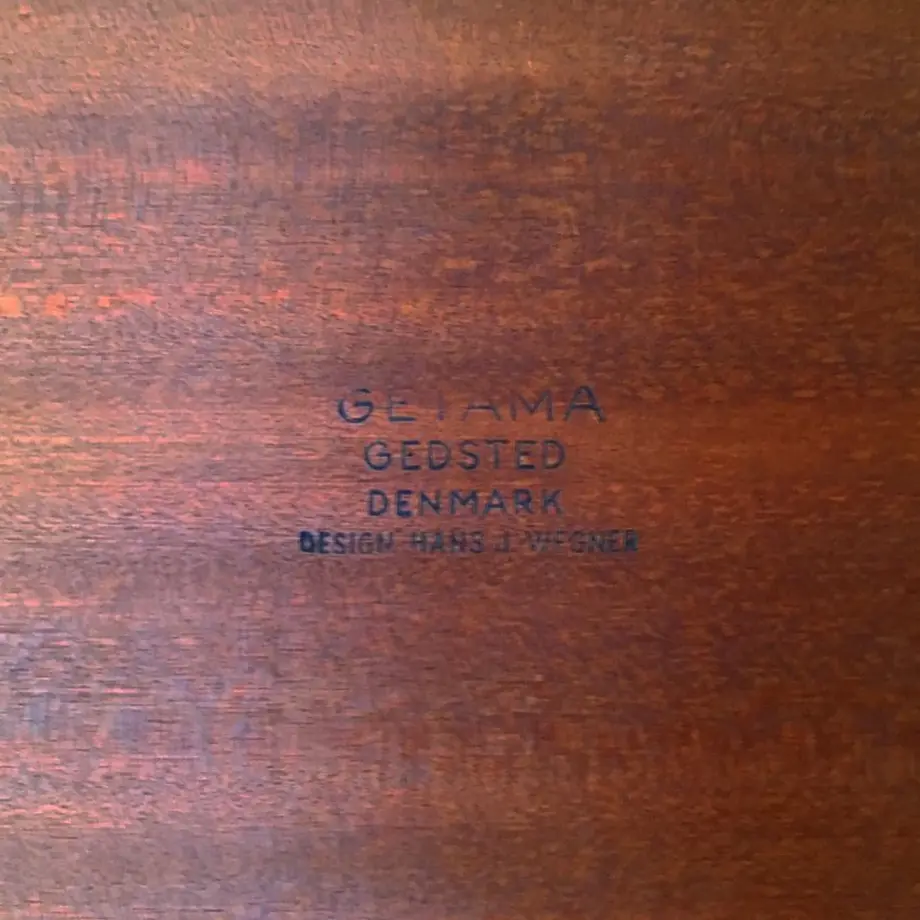 GETAMA
GEDSTED
DENMARK
DESIGN HANS J. WEGNER